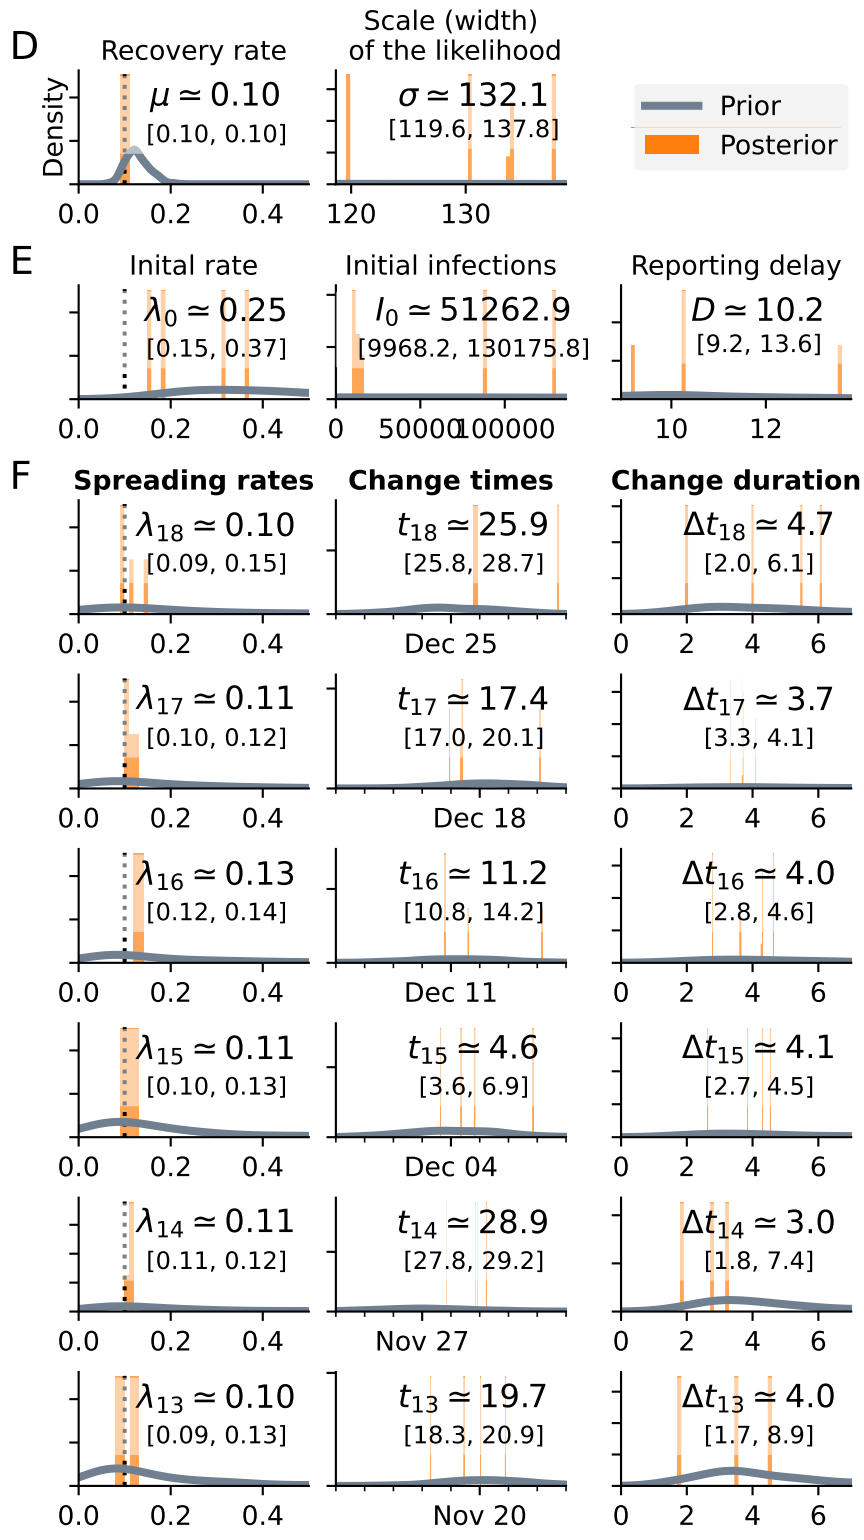 D
Recovery rate
Scale (width)
of the likelihood
Density
μ ≃ 0.10
[0.10, 0.10]
0.0 0.2 0.4
σ ≃ 132.1
[119.6, 137.8]
120 130
Prior
Posterior
E
Inital rate
λ0 ≃ 0.25
[0.15, 0.37]
0.0 0.2 0.4
Initial infections
I0 ≃ 51262.9
[9968.2, 130175.8]
0 50000 100000
Reporting delay
D ≃ 10.2
[9.2, 13.6]
10 12
F
Spreading rates Change times Change duration
λ18 ≃ 0.10
[0.09, 0.15]
0.0 0.2 0.4
t18 ≃ 25.9
[25.8, 28.7]
Dec 25
Δt18 ≃ 4.7
[2.0, 6.1]
0 2 4 6
λ17 ≃ 0.11
[0.10, 0.12]
0.0 0.2 0.4
t17 ≃ 17.4
[17.0, 20.1]
Dec 18
Δt17 ≃ 3.7
[3.3, 4.1]
0 2 4 6
λ16 ≃ 0.13
[0.12, 0.14]
0.0 0.2 0.4
t16 ≃ 11.2
[10.8, 14.2]
Dec 11
Δt16 ≃ 4.0
[2.8, 4.6]
0 2 4 6
λ15 ≃ 0.11
[0.10, 0.13]
0.0 0.2 0.4
t15 ≃ 4.6
[3.6, 6.9]
Dec 04
Δt15 ≃ 4.1
[2.7, 4.5]
0 2 4 6
λ14 ≃ 0.11
[0.11, 0.12]
0.0 0.2 0.4
t14 ≃ 28.9
[27.8, 29.2]
Nov 27
Δt14 ≃ 3.0
[1.8, 7.4]
0 2 4 6
λ13 ≃ 0.10
[0.09, 0.13]
0.0 0.2 0.4
t13 ≃ 19.7
[18.3, 20.9]
Nov 20
Δt13 ≃ 4.0
[1.7, 8.9]
0 2 4 6